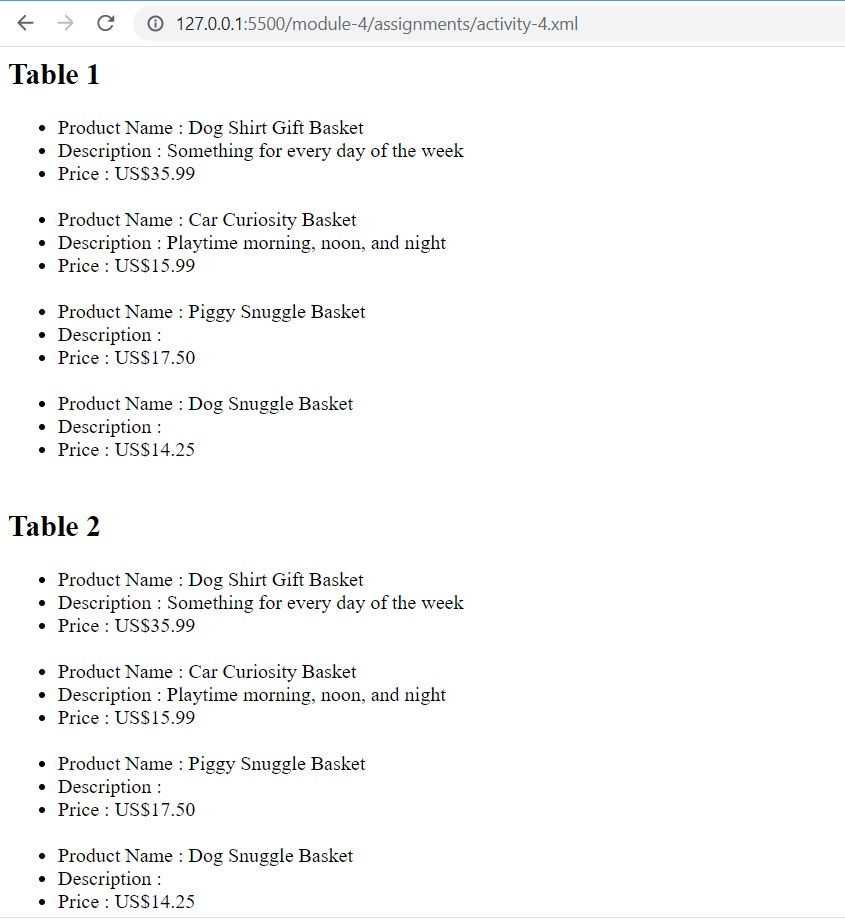 127.0.0.1:5500/module-4/assignments/activity-4.xml
Table 1
Product Name : Dog Shirt Gift Basket
Description : Something for every day of the week
Price : US$35.99
Product Name : Car Curiosity Basket
Description : Playtime morning, noon, and night
Price : US$15.99
Product Name : Piggy Snuggle Basket
Description :
Price : US$17.50
Product Name : Dog Snuggle Basket
Description :
Price : US$14.25
Table 2
Product Name : Dog Shirt Gift Basket
Description : Something for every day of the week
Price : US$35.99
Product Name : Car Curiosity Basket
Description : Playtime morning, noon, and night
Price : US$15.99
Product Name : Piggy Snuggle Basket
Description :
Price : US$17.50
Product Name : Dog Snuggle Basket
Description :
Price : US$14.25